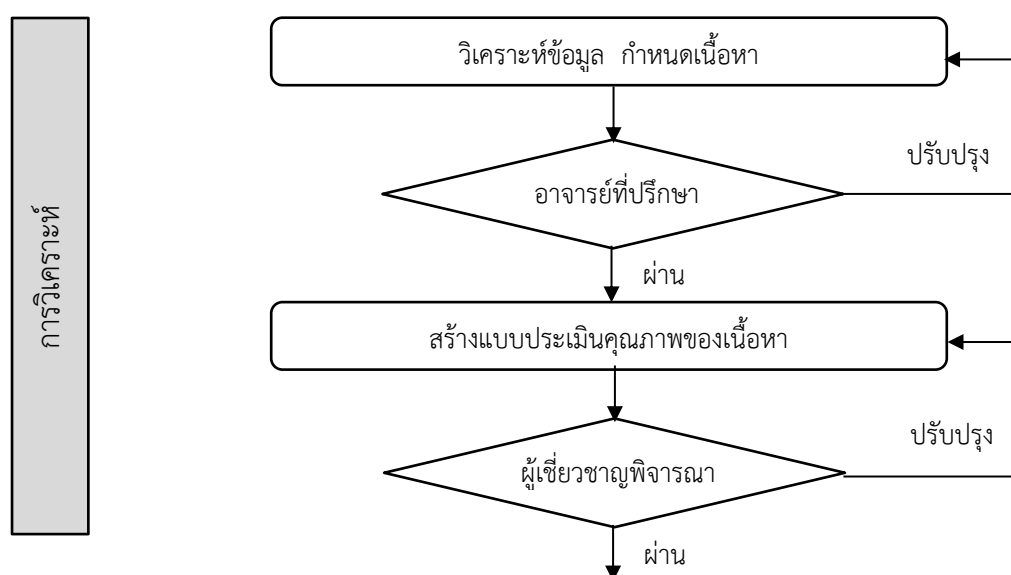 การวิเคราะห์
วิเคราะห์ข้อมูล กำหนดเนื้อหา
ปรับปรุง
อาจารย์ที่ปรึกษา
ผ่าน
สร้างแบบประเมินคุณภาพของเนื้อหา
ปรับปรุง
ผู้เชี่ยวชาญพิจารณา
ผ่าน